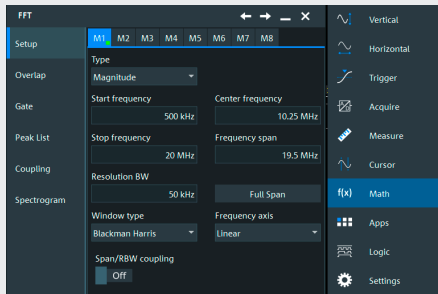 FFT
Setup
Overlap
Gate
Peak List
Coupling
Spectrogram
M1 M2 M3 M4 M5 M6 M7 M8
Type
Magnitude
Start frequency Center frequency
500 kHz 10.25 MHz
Stop frequency Frequency span
20 MHz 19.5 MHz
Resolution BW
50 kHz Full Span
Window type Frequency axis
Blackman Harris Linear
Span/RBW coupling
Off
Vertical
Horizontal
Trigger
Acquire
Measure
Cursor
f(x) Math
Apps
Logic
Settings